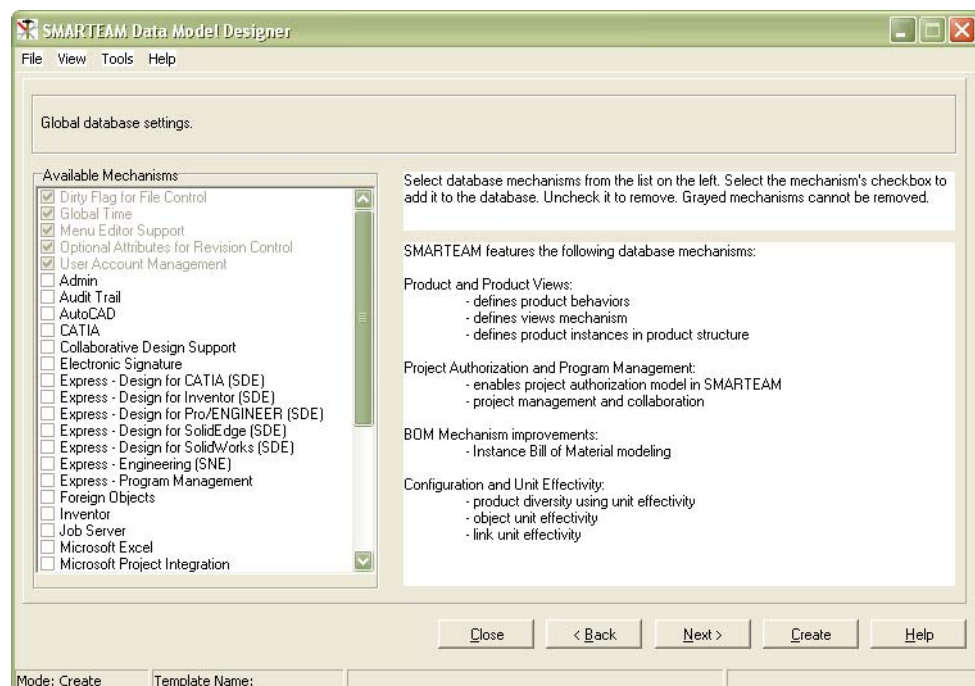 SMARTEAM Data Model Designer
File View Tools Help
Global database settings.
Available Mechanisms
Dirty Flag for File Control
Global Time
Menu Editor Support
Optional Attributes for Revision Control
User Account Management
Admin
Audit Trail
AutoCAD
CATIA
Collaborative Design Support
Electronic Signature
Express - Design for CATIA (SDE)
Express - Design for Inventor (SDE)
Express - Design for Pro/ENGINEER (SDE)
Express - Design for SolidEdge (SDE)
Express - Design for SolidWorks (SDE)
Express - Engineering (SNE)
Express - Program Management
Foreign Objects
Inventor
Job Server
Microsoft Excel
Microsoft Project Integration
Select database mechanisms from the list on the left. Select the mechanism's checkbox to
add it to the database. Uncheck it to remove. Grayed mechanisms cannot be removed.
SMARTEAM features the following database mechanisms:
Product and Product Views:
- defines product behaviors
- defines views mechanism
- defines product instances in product structure
Project Authorization and Program Management:
- enables project authorization model in SMARTEAM
- project management and collaboration
BOM Mechanism improvements:
- Instance Bill of Material modeling
Configuration and Unit Effectivity:
- product diversity using unit effectivity
- object unit effectivity
- link unit effectivity
Close < Back Next > Create Help
Mode: Create Template Name: